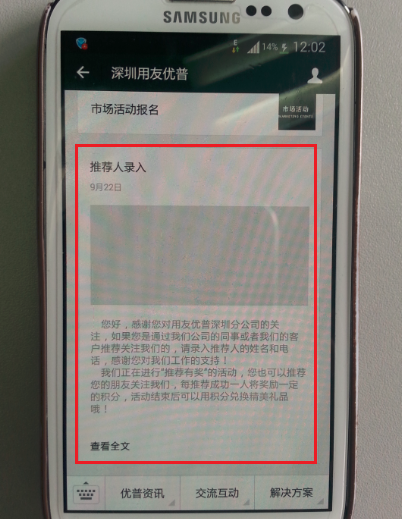 SAMSUNG
E 14% 12:02
深圳用友优普
市场活动报名
市场活动
推荐人录入
9月22日
您好，感谢您对用友优普深圳分公司的关
注，如果您是通过我们公司的同事或者我们的客
户推荐关注我们的，请录入推荐人的姓名和电
话，感谢您对我们工作的支持！
我们正在进行“推荐有奖”的活动，您也可以推荐
您的朋友关注我们，每推荐成功一人将奖励一定
的积分，活动结束后可以用积分兑换精美礼品
哦！
查看全文
优普资讯 交流互动 解决方案